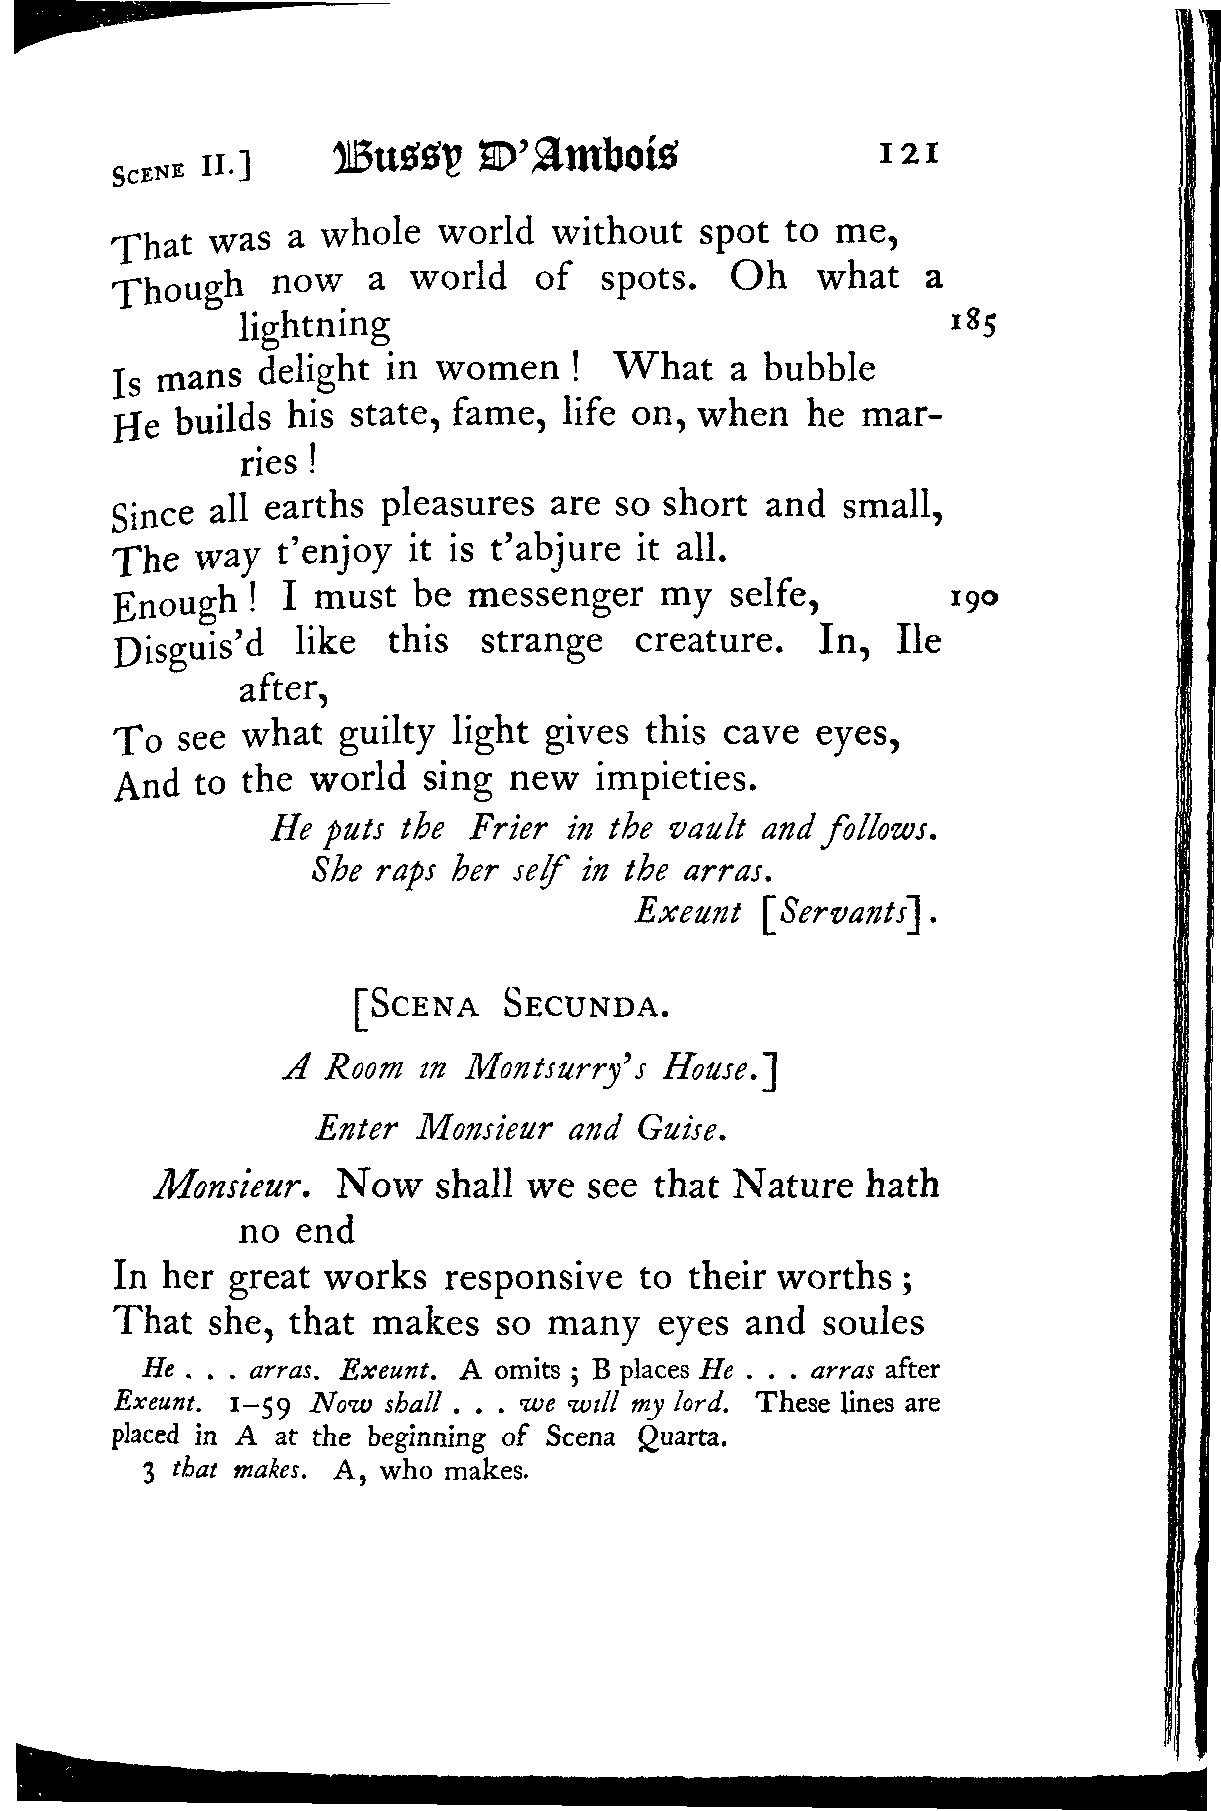 SCENE II.] Bussy D'Ambois 121
That was a whole world without spot to me,
Though now a world of spots. Oh what a
lightning 185
Is mans delight in women! What a bubble
He builds his state, fame, life on, when he mar-
ries!
Since all earths pleasures are so short and small,
The way t'enjoy it is t'abjure it all.
Enough! I must be messenger my selfe, 190
Disguis'd like this strange creature. In, Ile
after,
To see what guilty light gives this cave eyes,
And to the world sing new impieties.
He puts the Frier in the vault and follows.
She raps her self in the arras.
Exeunt [Servants].
[SCENA SECUNDA.
A Room in Montsurry's House.]
Enter Monsieur and Guise.
Monsieur. Now shall we see that Nature hath
no end
In her great works responsive to their worths;
That she, that makes so many eyes and soules
He . . . arras. Exeunt. A omits; B places He . . . arras after
Exeunt. 1–59 Now shall . . . we will my lord. These lines are
placed in A at the beginning of Scena Quarta.
3 that makes. A, who makes.